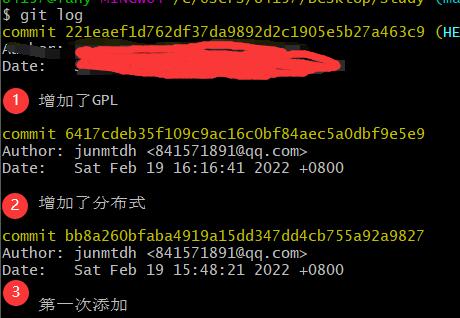 $ git log
commit 221eaef1d762df37da9892d2c1905e5b27a463c9 (HE
Author:
Date:
1 增加了GPL
commit 6417cdeb35f109c9ac16c0bf84aec5a0dbf9e5e9
Author: junmtdh <841571891@qq.com>
Date: Sat Feb 19 16:16:41 2022 +0800
2 增加了分布式
commit bb8a260bfaba4919a15dd347dd4cb755a92a9827
Author: junmtdh <841571891@qq.com>
Date: Sat Feb 19 15:48:21 2022 +0800
3 第一次添加